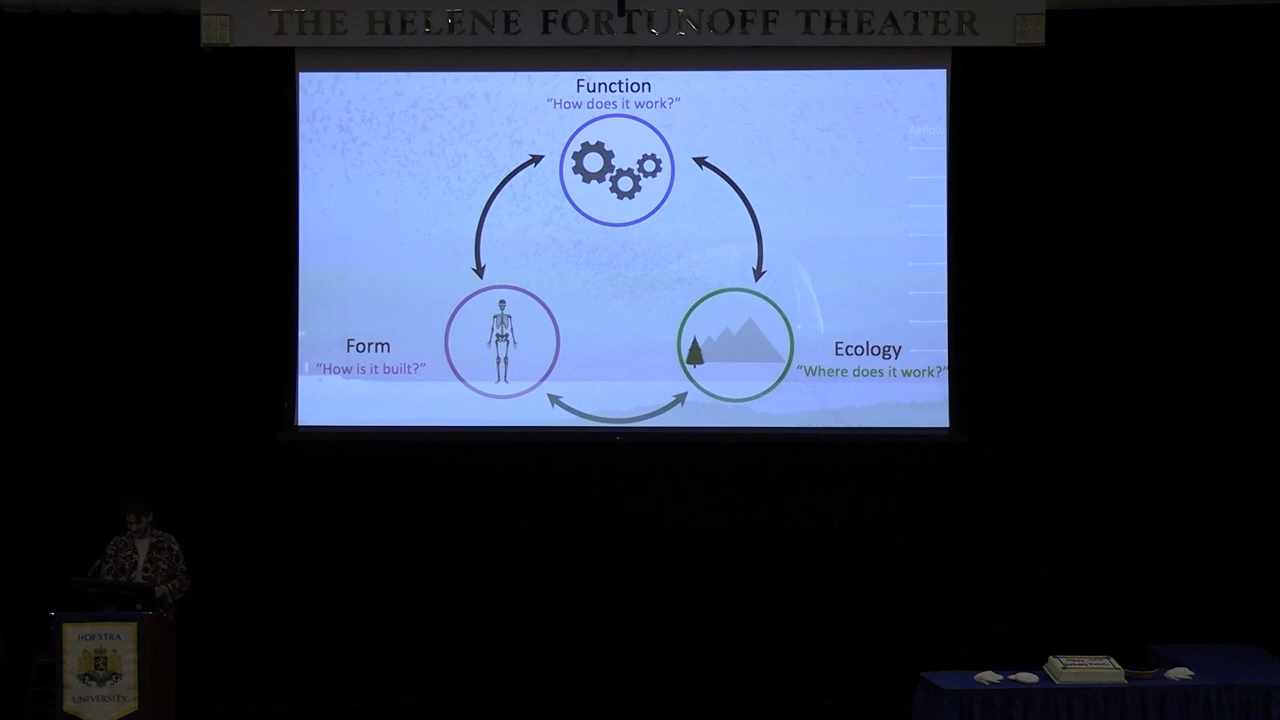 THE HELENE FORTUNOFF THEATER
Function
“How does it work?”
Airflow
Form
“How is it built?”
Ecology
“Where does it work?”
HOFSTRA
UNIVERSITY